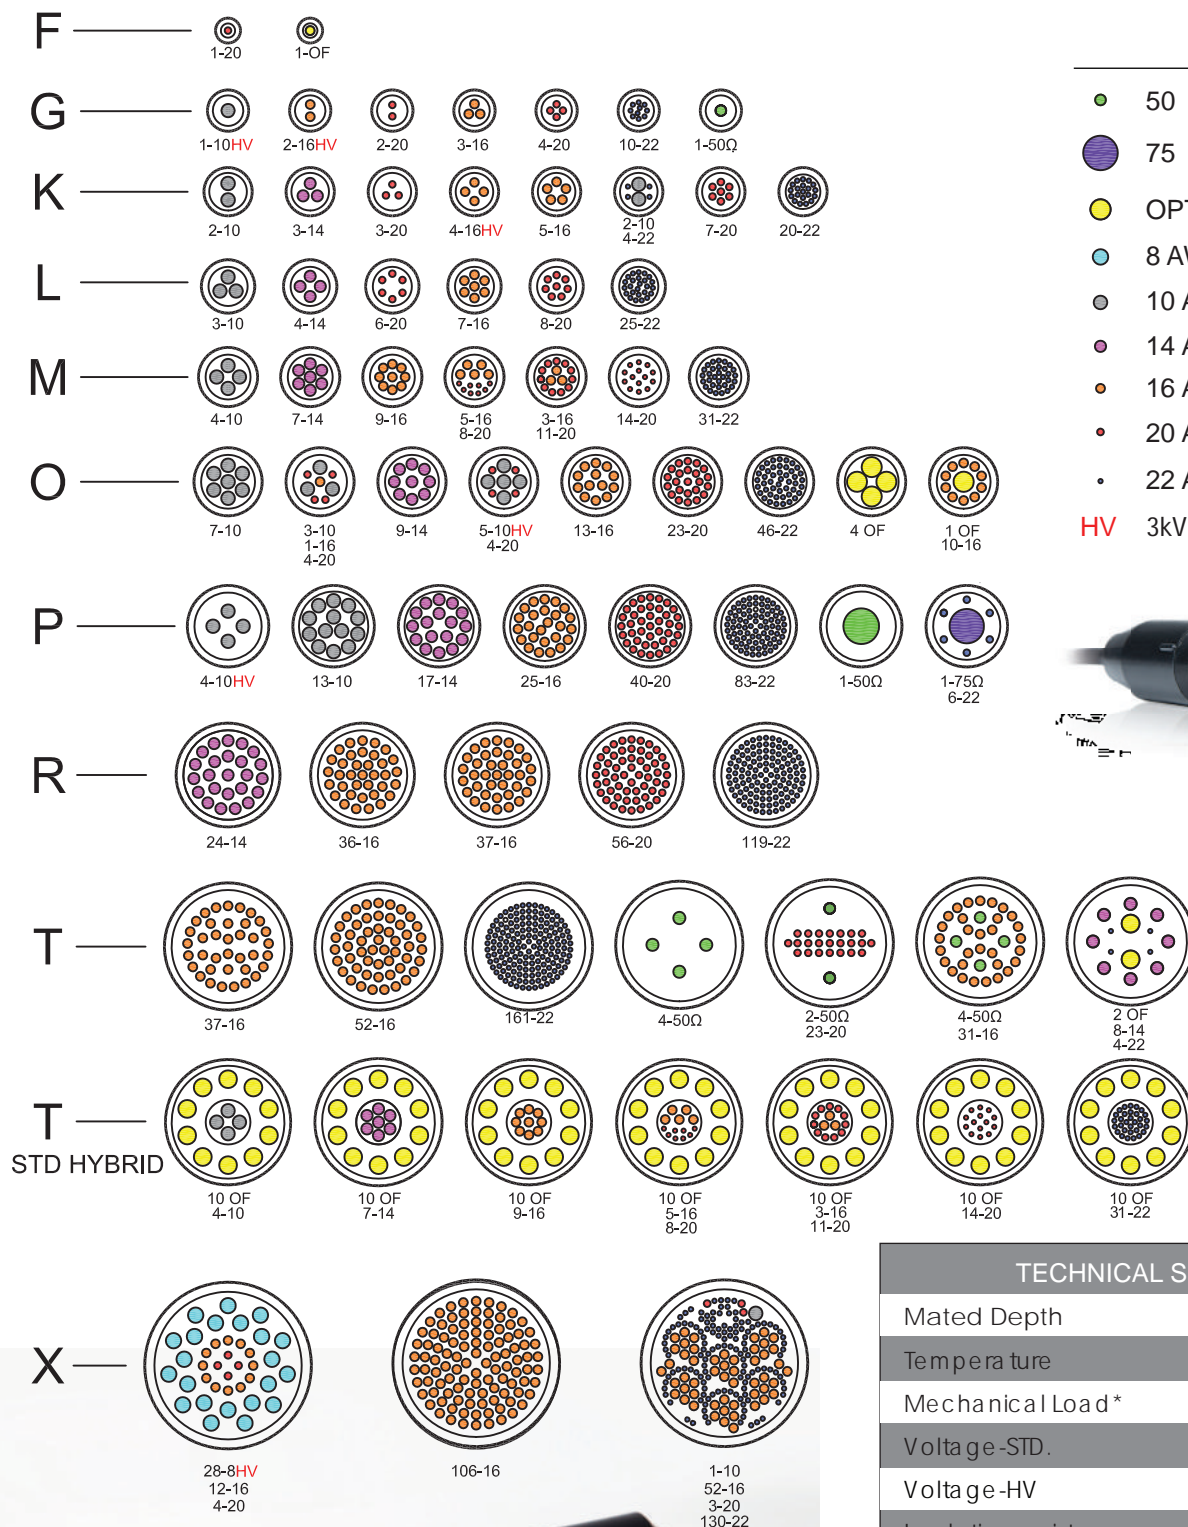 F
1-20 1-OF
G
1-10HV 2-16HV 2-20 3-16 4-20 10-22 1-50Ω
K
2-10 3-14 3-20 4-16HV 5-16 2-10 7-20 20-22
4-22
L
3-10 4-14 6-20 7-16 8-20 25-22
M
4-10 7-14 9-16 5-16 3-16 14-20 31-22
8-20 11-20
O
7-10 3-10 9-14 5-10HV 13-16 23-20 46-22 4 OF 1 OF
1-16 4-20 10-16
4-20
P
4-10HV 13-10 17-14 25-16 40-20 83-22 1-50Ω 1-75Ω
6-22
R
24-14 36-16 37-16 56-20 119-22
T
37-16 52-16 161-22 4-50Ω 2-50Ω 4-50Ω 2 OF
23-20 31-16 8-14
4-22
T
STD HYBRID
10 OF 10 OF 10 OF 10 OF 10 OF 10 OF 10 OF
4-10 7-14 9-16 5-16 3-16 14-20 31-22
8-20 11-20
X
28-8HV 106-16 1-10
12-16 52-16
4-20 3-20
130-22
50
75
OPT
8 AW
10 A
14 A
16 A
20 A
22 A
HV 3kV
TECHNICAL S
Mated Depth
Temperature
Mechanical Load*
Voltage-STD.
Voltage-HV